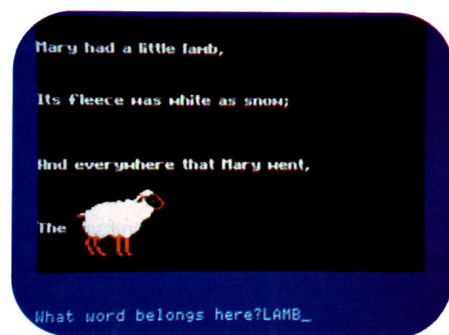 Mary had a little lamb,
Its fleece was white as snow;
And everywhere that Mary went,
The
What word belongs here?LAMB_